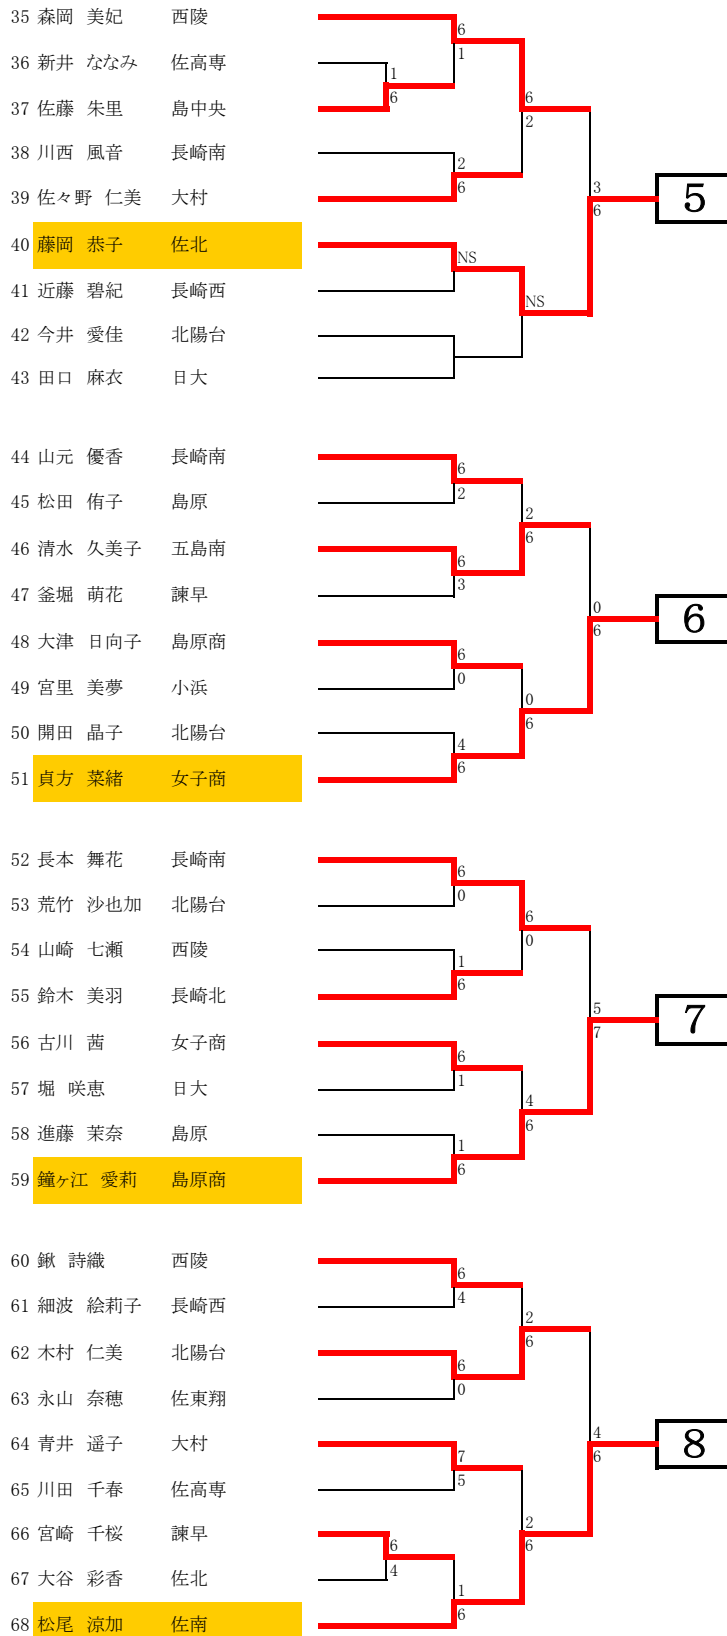 35 森岡 美妃 西陵
6
1
36 新井 ななみ 佐高専
1
6
37 佐藤 朱里 島中央
6
2
38 川西 風音 長崎南
2
6
39 佐々野 仁美 大村
3
6
5
40 藤岡 恭子 佐北
NS
41 近藤 碧紀 長崎西
NS
42 今井 愛佳 北陽台
43 田口 麻衣 日大
44 山元 優香 長崎南
6
2
45 松田 侑子 島原
2
6
46 清水 久美子 五島南
6
3
47 釜堀 萌花 諫早
0
6
6
48 大津 日向子 島原商
6
0
49 宮里 美夢 小浜
0
6
50 開田 晶子 北陽台
4
6
51 貞方 菜緒 女子商
52 長本 舞花 長崎南
6
0
53 荒竹 沙也加 北陽台
6
0
54 山崎 七瀬 西陵
1
6
55 鈴木 美羽 長崎北
5
7
7
56 古川 茜 女子商
6
1
57 堀 咲恵 日大
4
6
58 進藤 茉奈 島原
1
6
59 鐘ヶ江 愛莉 島原商
60 鍬 詩織 西陵
6
4
61 細波 絵莉子 長崎西
2
6
62 木村 仁美 北陽台
6
0
63 永山 奈穂 佐東翔
4
6
8
64 青井 遥子 大村
7
5
65 川田 千春 佐高専
2
6
66 宮崎 千桜 諫早
6
4
67 大谷 彩香 佐北
1
6
68 松尾 涼加 佐南